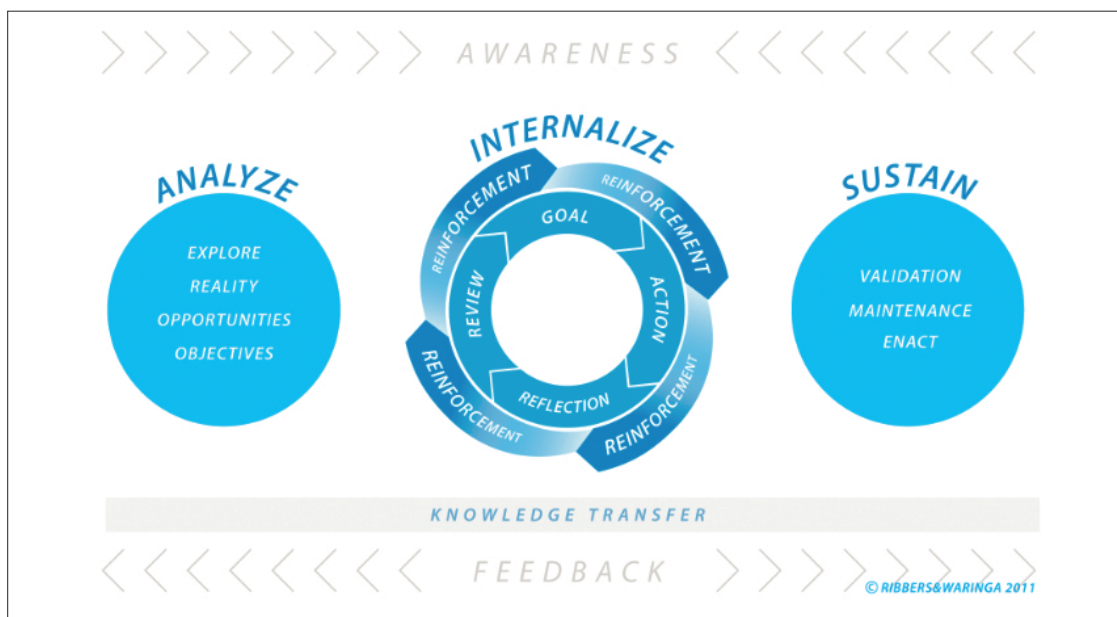 AWARENESS
ANALYZE
EXPLORE
REALITY
OPPORTUNITIES
OBJECTIVES
INTERNALIZE
REINFORCEMENT
REINFORCEMENT
REINFORCEMENT
REINFORCEMENT
GOAL
ACTION
REFLECTION
REVIEW
SUSTAIN
VALIDATION
MAINTENANCE
ENACT
KNOWLEDGE TRANSFER
FEEDBACK
© RIBBERS&WARINGA 2011